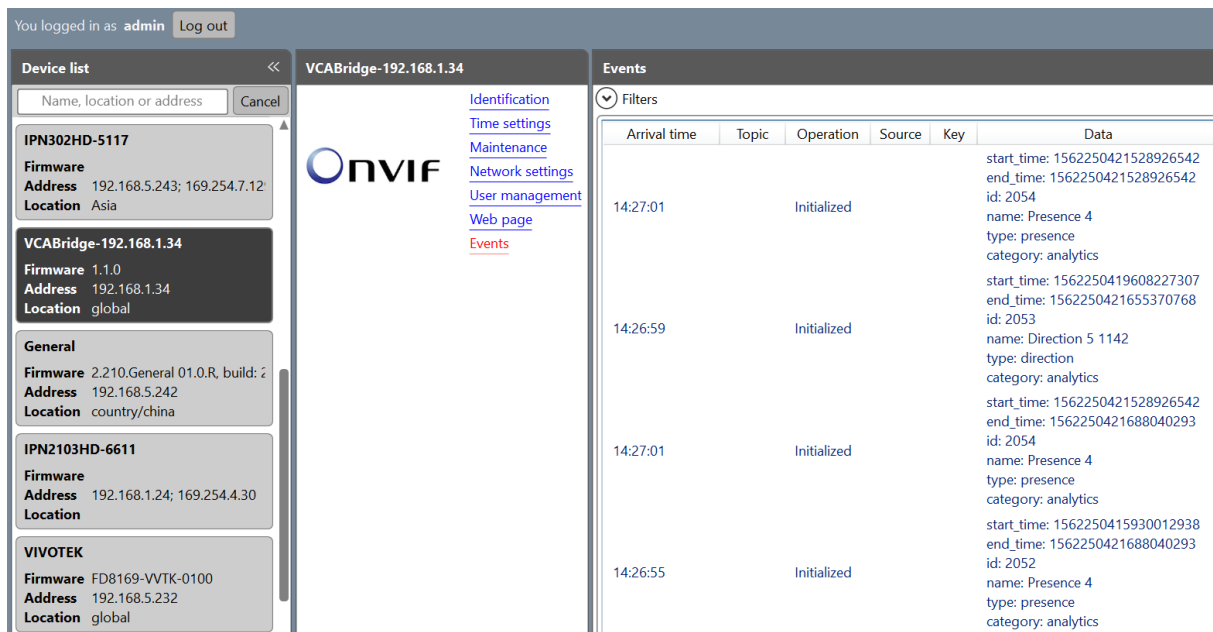 You logged in as admin Log out
Device list
Name, location or address Cancel
IPN302HD-5117
Firmware
Address 192.168.5.243; 169.254.7.12
Location Asia
VCABridge-192.168.1.34
Firmware 1.1.0
Address 192.168.1.34
Location global
General
Firmware 2.210.General 01.0.R, build: 2
Address 192.168.5.242
Location country/china
IPN2103HD-6611
Firmware
Address 192.168.1.24; 169.254.4.30
Location
VIVOTEK
Firmware FD8169-VVTK-0100
Address 192.168.5.232
Location global
VCABridge-192.168.1.34
ONVIF
Identification
Time settings
Maintenance
Network settings
User management
Web page
Events
Events
Filters
Arrival time Topic Operation Source Key Data
start_time: 1562250421528926542
end_time: 1562250421528926542
id: 2054
14:27:01 Initialized
name: Presence 4
type: presence
category: analytics
start_time: 1562250419608227307
end_time: 1562250421655370768
id: 2053
14:26:59 Initialized
name: Direction 5 1142
type: direction
category: analytics
start_time: 1562250421528926542
end_time: 1562250421688040293
id: 2054
14:27:01 Initialized
name: Presence 4
type: presence
category: analytics
start_time: 1562250415930012938
end_time: 1562250421688040293
id: 2052
14:26:55 Initialized
name: Presence 4
type: presence
category: analytics